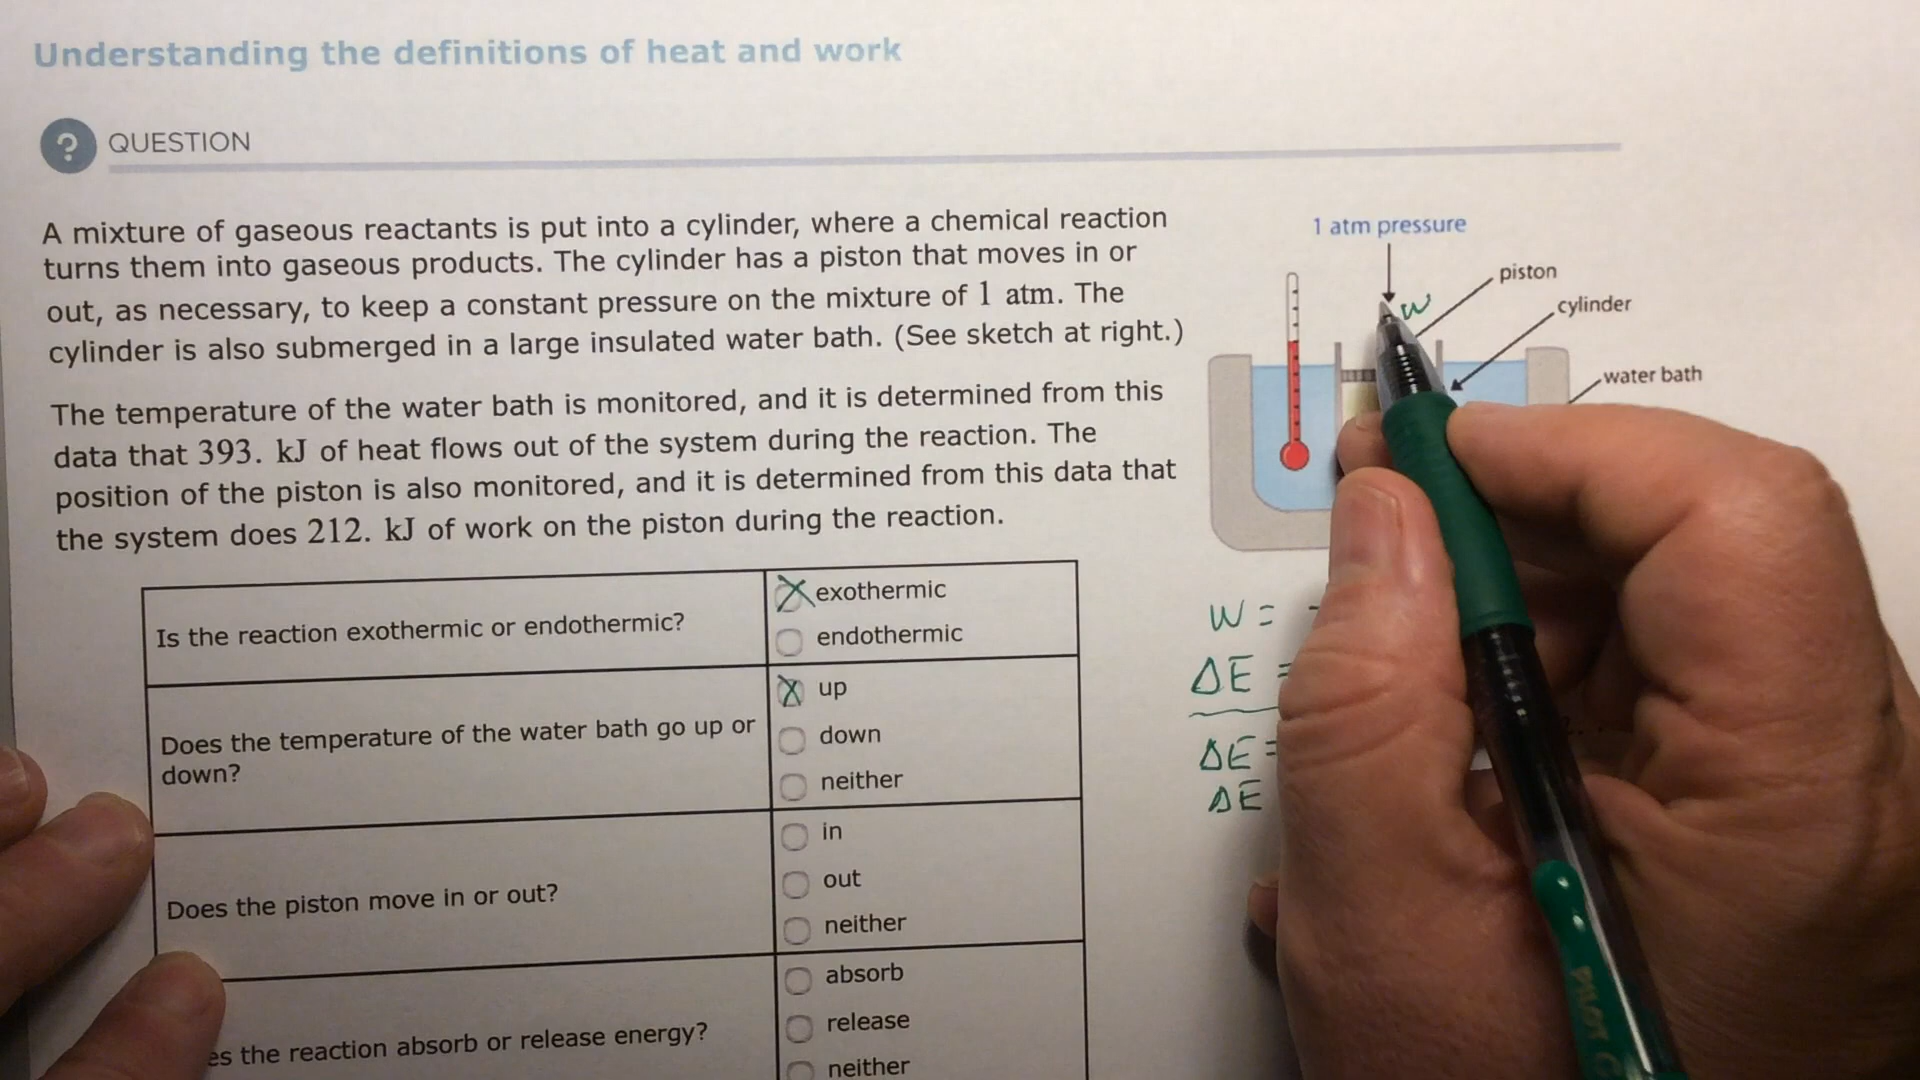 Understanding the definitions of heat and work
?
QUESTION
A mixture of gaseous reactants is put into a cylinder, where a chemical reaction
turns them into gaseous products. The cylinder has a piston that moves in or
out, as necessary, to keep a constant pressure on the mixture of 1 atm. The
cylinder is also submerged in a large insulated water bath. (See sketch at right.)
The temperature of the water bath is monitored, and it is determined from this
data that 393. kJ of heat flows out of the system during the reaction. The
position of the piston is also monitored, and it is determined from this data that
the system does 212. kJ of work on the piston during the reaction.
1 atm pressure
piston
w
cylinder
water bath
Is the reaction exothermic or endothermic?
exothermic
endothermic
Does the temperature of the water bath go up or
down?
up
down
neither
Does the piston move in or out?
in
out
neither
es the reaction absorb or release energy?
absorb
release
neither
W = -
ΔE =
ΔE =
ΔE
PILOT G